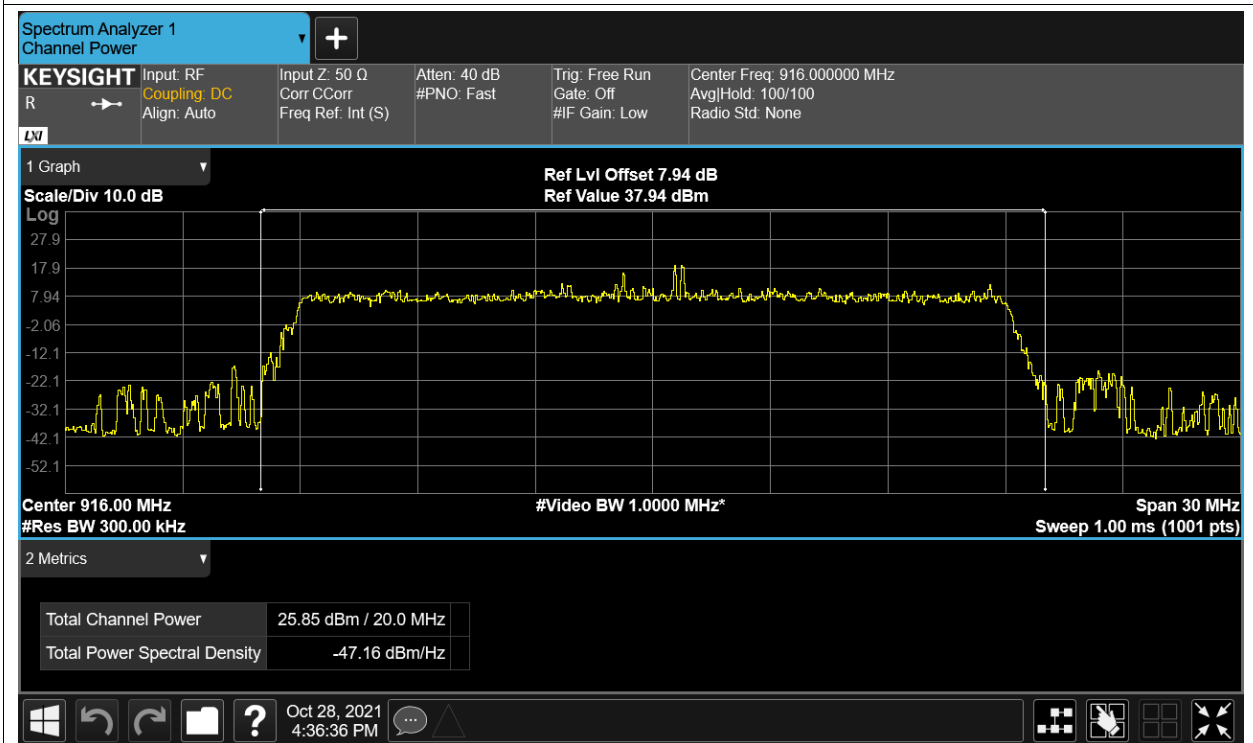 Spectrum Analyzer 1
Channel Power
KEYSIGHT
R
LXI
Input: RF
Coupling: DC
Align: Auto
Input Z: 50 Ω
Corr CCorr
Freq Ref: Int (S)
Atten: 40 dB
#PNO: Fast
Trig: Free Run
Gate: Off
#IF Gain: Low
Center Freq: 916.000000 MHz
Avg|Hold: 100/100
Radio Std: None
1 Graph
Scale/Div 10.0 dB
Ref Lvl Offset 7.94 dB
Ref Value 37.94 dBm
Log
27.9
17.9
7.94
-2.06
-12.1
-22.1
-32.1
-42.1
-52.1
Center 916.00 MHz
#Res BW 300.00 kHz
#Video BW 1.0000 MHz*
Span 30 MHz
Sweep 1.00 ms (1001 pts)
2 Metrics
Total Channel Power 25.85 dBm / 20.0 MHz
Total Power Spectral Density -47.16 dBm/Hz
?
Oct 28, 2021
4:36:36 PM